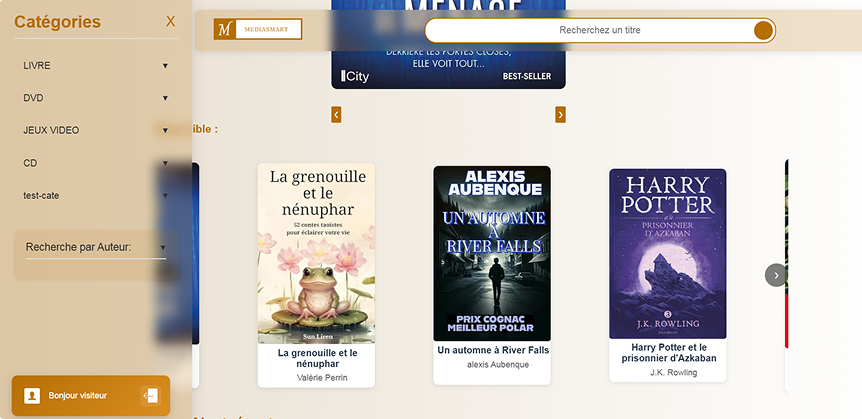 Catégories
X
LIVRE
DVD
JEUX VIDEO
CD
test-cate
Recherche par Auteur:
Bonjour visiteur
M MEDIASMART
Recherchez un titre
MÉNAGE
DERRIÈRE LES PORTES CLOSES,
ELLE VOIT TOUT...
City
BEST-SELLER
ible :
La grenouille
et le
nénuphar
52 contes taoïstes
pour éclairer votre vie
Sun Liren
La grenouille et le
nénuphar
Valérie Perrin
ALEXIS
AUBENQUE
UN AUTOMNE
À
RIVER FALLS
PRIX COGNAC
MEILLEUR POLAR
Un automne à River Falls
alexis Aubenque
HARRY
POTTER
et le
PRISONNIER
D'AZKABAN
3
J.K. ROWLING
Harry Potter et le
prisonnier d'Azkaban
J.K. Rowling